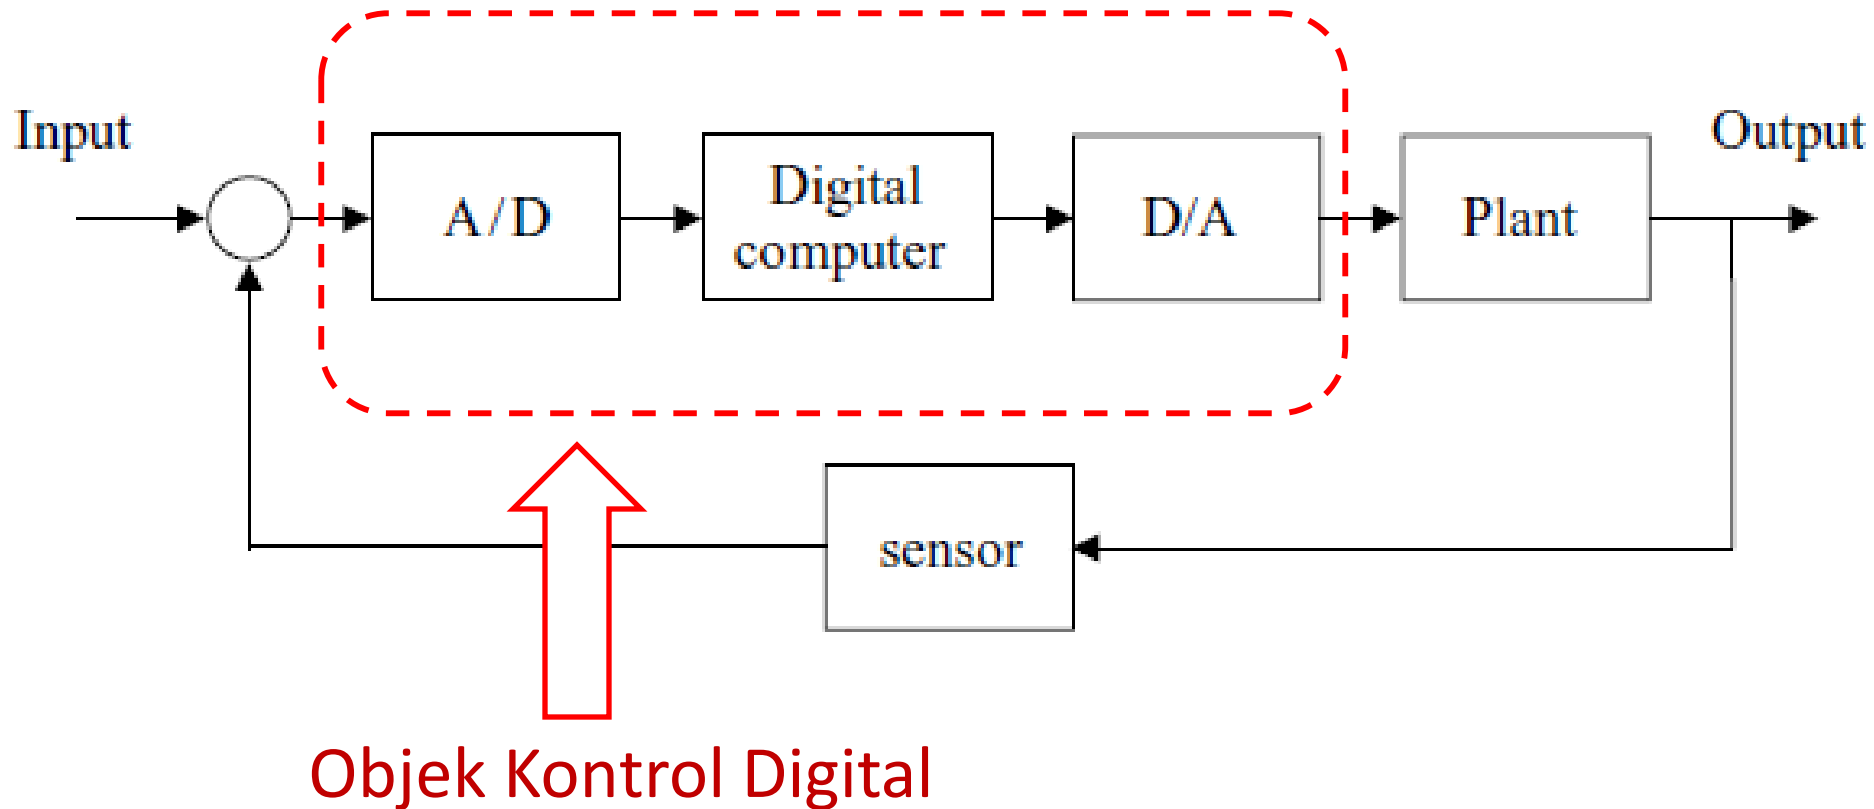 Input
Output
A/D
Digital
computer
D/A
Plant
sensor
Objek Kontrol Digital